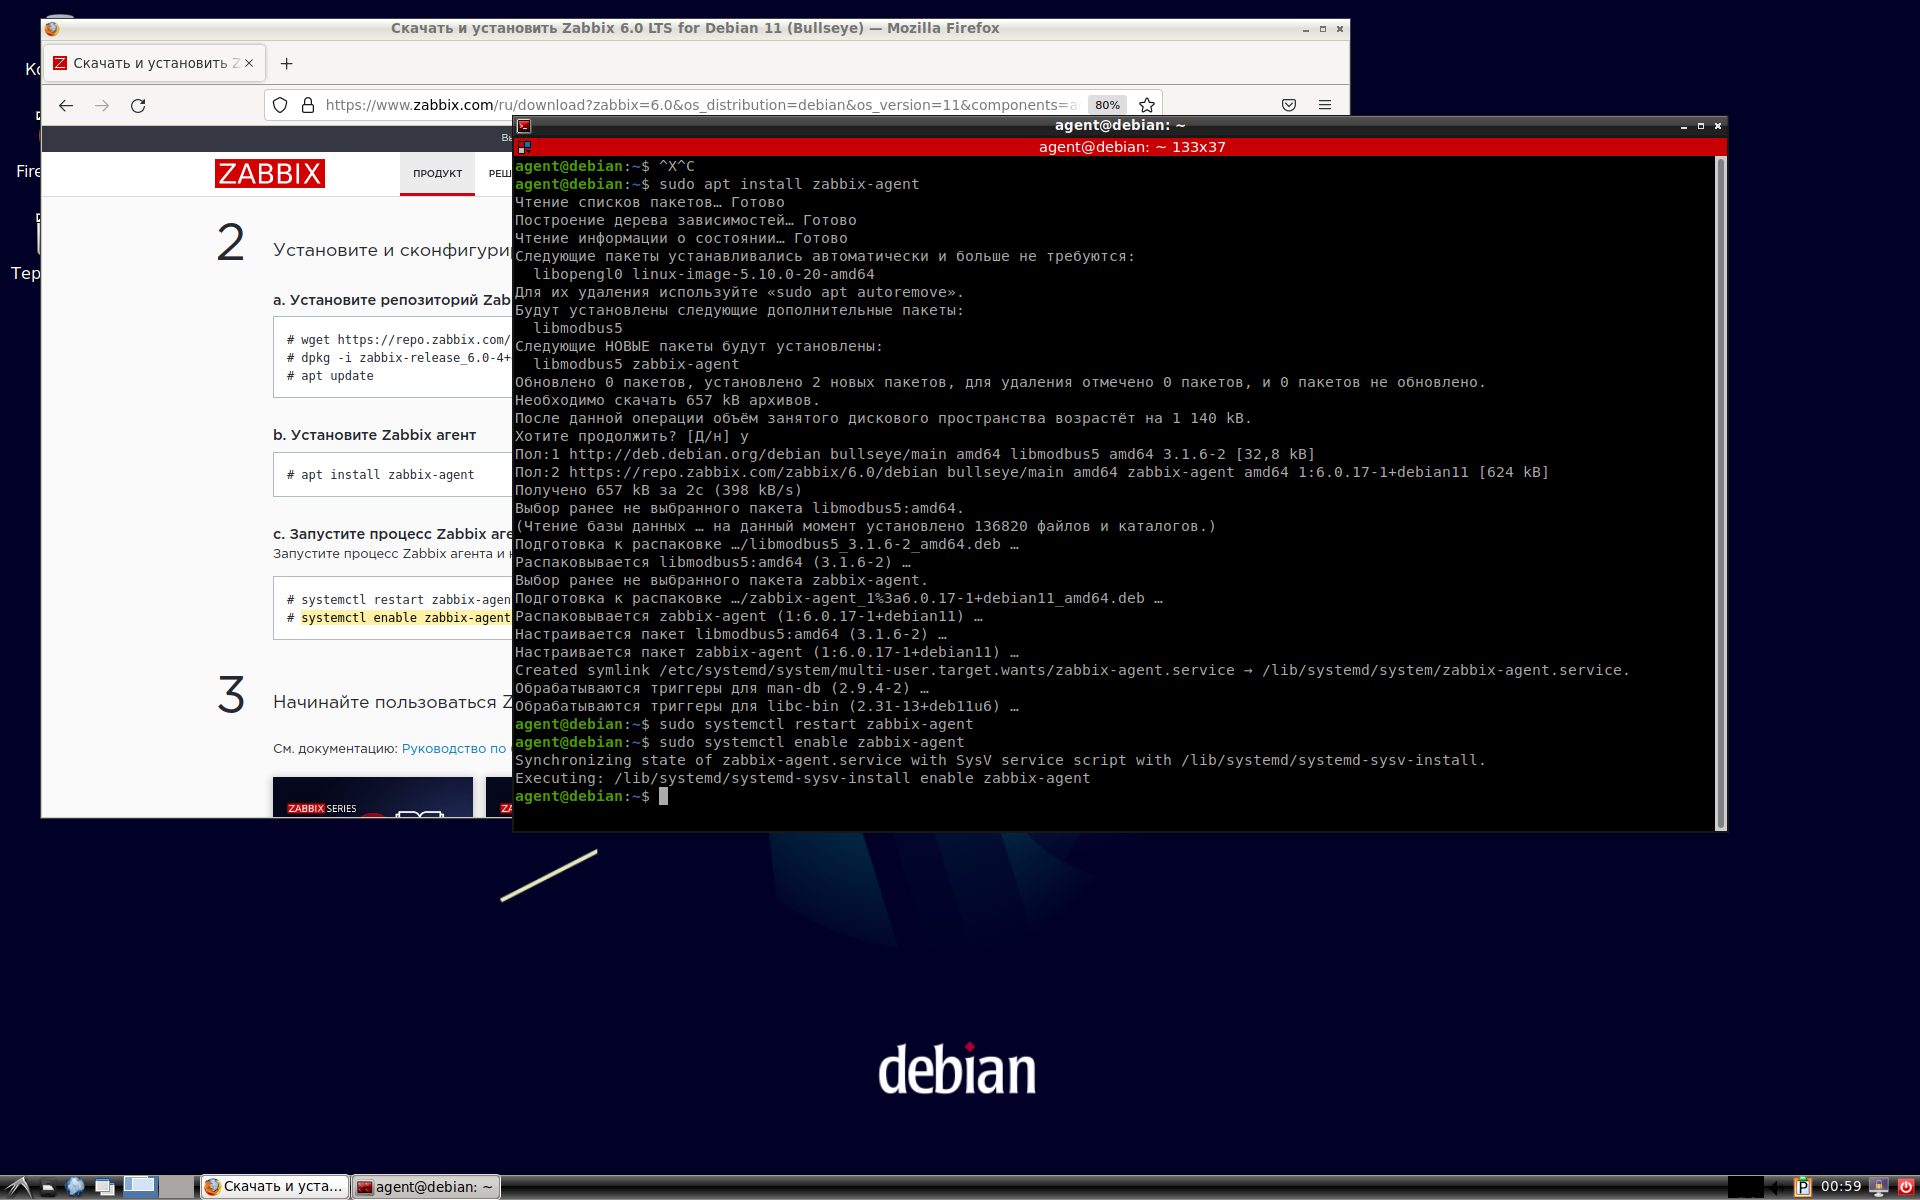 Скачать и установить Zabbix 6.0 LTS for Debian 11 (Bullseye) — Mozilla Firefox
Скачать и установить Z
https://www.zabbix.com/ru/download?zabbix=6.0&os_distribution=debian&os_version=11&components=a
80%
ZABBIX
ПРОДУКТ
2
a. Установите репозиторий Zab
# wget https://repo.zabbix.com/
# dpkg -i zabbix-release_6.0-4+
# apt update
b. Установите Zabbix агент
# apt install zabbix-agent
c. Запустите процесс Zabbix аге
Запустите процесс Zabbix агента и
# systemctl restart zabbix-agen
# systemctl enable zabbix-agent
3
Начинайте пользоваться Z
См. документацию: Руководство по
ZABBIX SERIES
agent@debian: ~
agent@debian: ~ 133x37
agent@debian:~$ ^X^C
agent@debian:~$ sudo apt install zabbix-agent
Чтение списков пакетов… Готово
Построение дерева зависимостей… Готово
Чтение информации о состоянии… Готово
Следующие пакеты устанавливались автоматически и больше не требуются:
libopengl0 linux-image-5.10.0-20-amd64
Для их удаления используйте «sudo apt autoremove».
Будут установлены следующие дополнительные пакеты:
libmodbus5
Следующие НОВЫЕ пакеты будут установлены:
libmodbus5 zabbix-agent
Обновлено 0 пакетов, установлено 2 новых пакетов, для удаления отмечено 0 пакетов, и 0 пакетов не обновлено.
Необходимо скачать 657 kB архивов.
После данной операции объём занятого дискового пространства возрастёт на 1 140 kB.
Хотите продолжить? [Д/н] y
Пол:1 http://deb.debian.org/debian bullseye/main amd64 libmodbus5 amd64 3.1.6-2 [32,8 kB]
Пол:2 https://repo.zabbix.com/zabbix/6.0/debian bullseye/main amd64 zabbix-agent amd64 1:6.0.17-1+debian11 [624 kB]
Получено 657 kB за 2с (398 kB/s)
Выбор ранее не выбранного пакета libmodbus5:amd64.
(Чтение базы данных … на данный момент установлено 136820 файлов и каталогов.)
Подготовка к распаковке …/libmodbus5_3.1.6-2_amd64.deb …
Распаковывается libmodbus5:amd64 (3.1.6-2) …
Выбор ранее не выбранного пакета zabbix-agent.
Подготовка к распаковке …/zabbix-agent_1%3a6.0.17-1+debian11_amd64.deb …
Распаковывается zabbix-agent (1:6.0.17-1+debian11) …
Настраивается пакет libmodbus5:amd64 (3.1.6-2) …
Настраивается пакет zabbix-agent (1:6.0.17-1+debian11) …
Created symlink /etc/systemd/system/multi-user.target.wants/zabbix-agent.service → /lib/systemd/system/zabbix-agent.service.
Обрабатываются триггеры для man-db (2.9.4-2) …
Обрабатываются триггеры для libc-bin (2.31-13+deb11u6) …
agent@debian:~$ sudo systemctl restart zabbix-agent
agent@debian:~$ sudo systemctl enable zabbix-agent
Synchronizing state of zabbix-agent.service with SysV service script with /lib/systemd/systemd-sysv-install.
Executing: /lib/systemd/systemd-sysv-install enable zabbix-agent
agent@debian:~$
debian
Скачать и уста...
agent@debian: ~
00:59